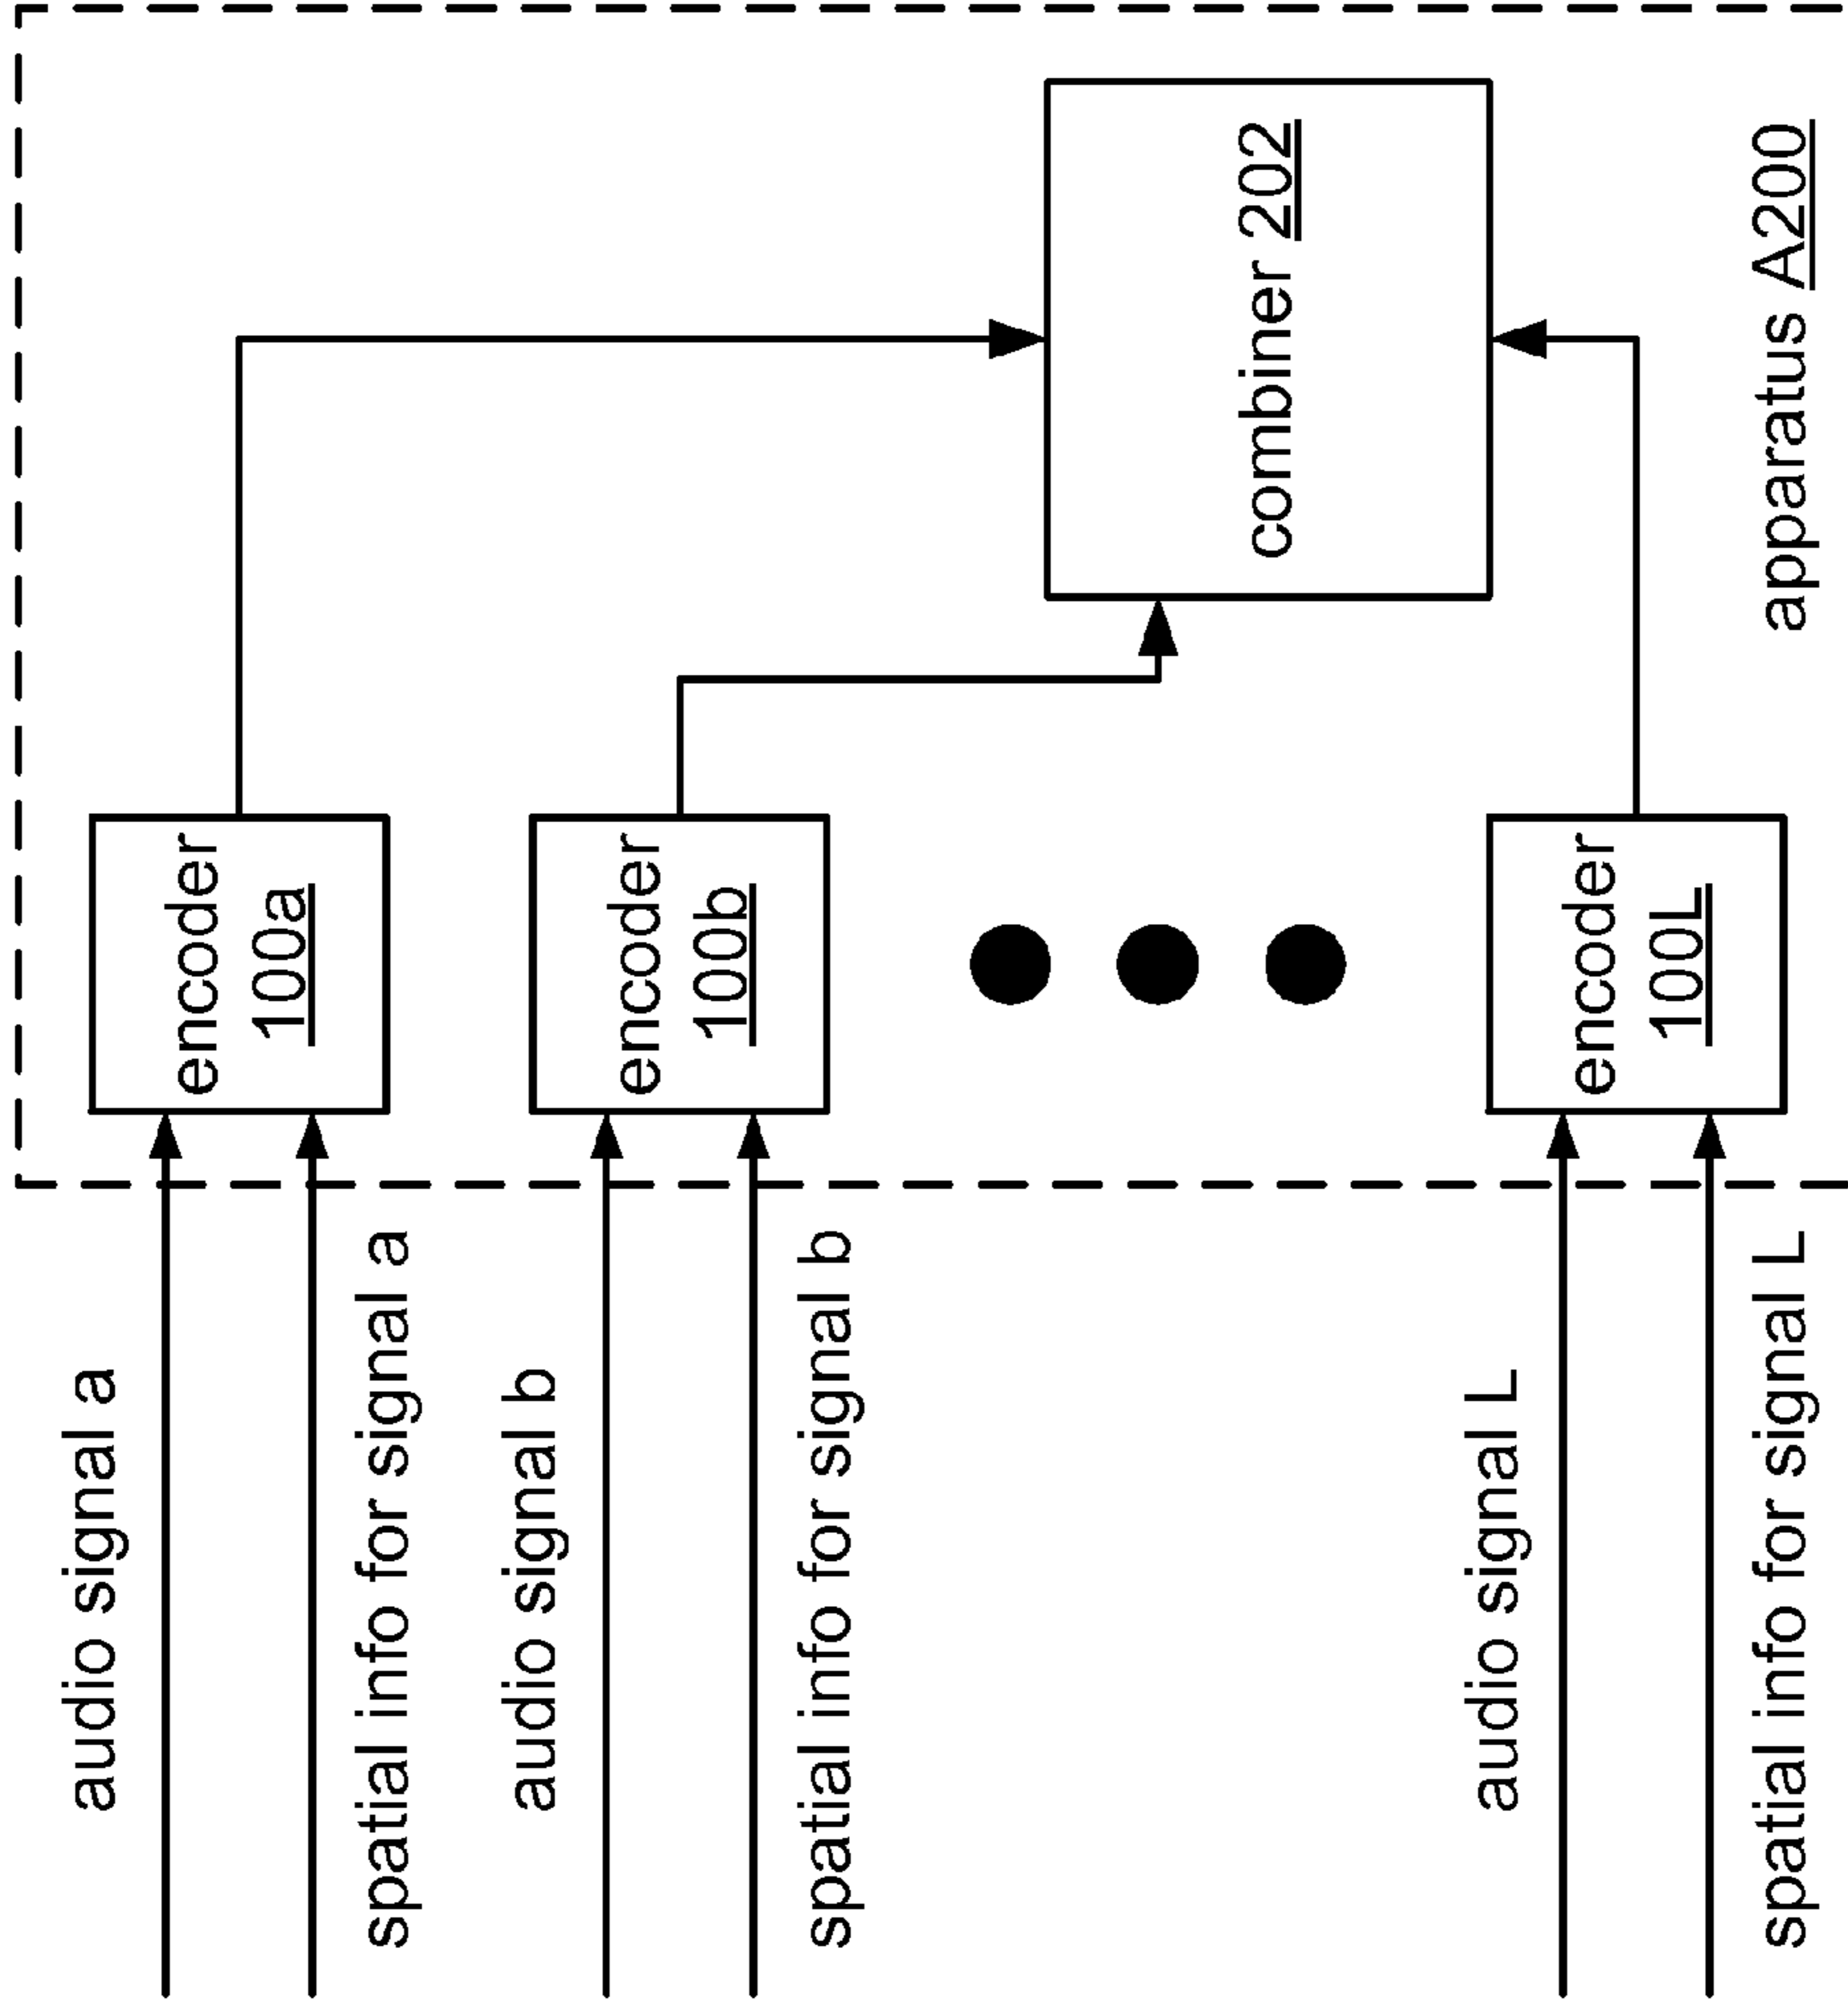 audio signal a
spatial info for signal a
encoder
100a
audio signal b
spatial info for signal b
encoder
100b
combiner 202
audio signal L
spatial info for signal L
encoder
100L
apparatus A200